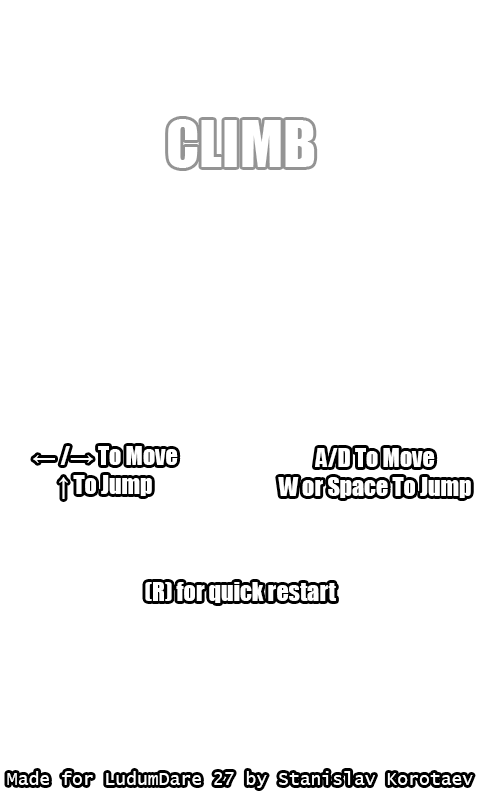 CLIMB
←/→ To Move
↑ To Jump
A/D To Move
W or Space To Jump
(R) for quick restart
Made for LudumDare 27 by Stanislav Korotaev